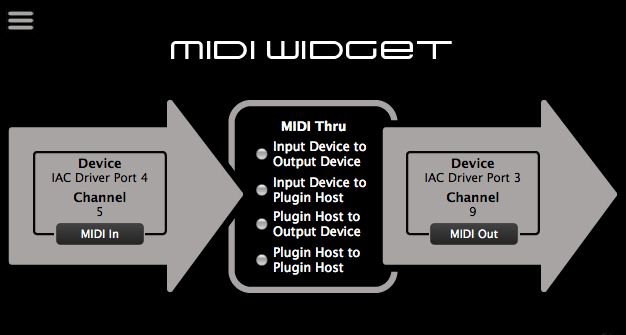 MIDI WIDGET
Device
IAC Driver Port 4
Channel
5
MIDI In
MIDI Thru
Input Device to
Output Device
Input Device to
Plugin Host
Plugin Host to
Output Device
Plugin Host to
Plugin Host
Device
IAC Driver Port 3
Channel
9
MIDI Out